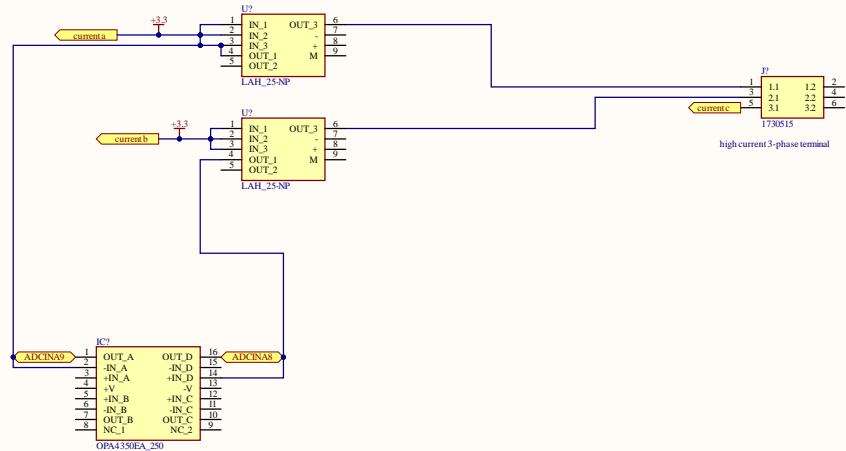 U?
+3.3
currenta
1 IN_1 OUT_3 6
2 IN_2 - 7
3 IN_3 + 8
4 OUT_1 M 9
5 OUT_2
LAH_25-NP
J?
1 1.1 1.2 2
3 2.1 2.2 4
currentc 5 3.1 3.2 6
1730515
high current 3-phase terminal
U?
+3.3
currentb
1 IN_1 OUT_3 6
2 IN_2 - 7
3 IN_3 + 8
4 OUT_1 M 9
5 OUT_2
LAH_25-NP
IC?
ADCINA9 1 OUT_A OUT_D 16 ADCINA8
2 -IN_A -IN_D 15
3 +IN_A +IN_D 14
4 +V -V 13
5 +IN_B +IN_C 12
6 -IN_B -IN_C 11
7 OUT_B OUT_C 10
8 NC_1 NC_2 9
OPA4350EA_250